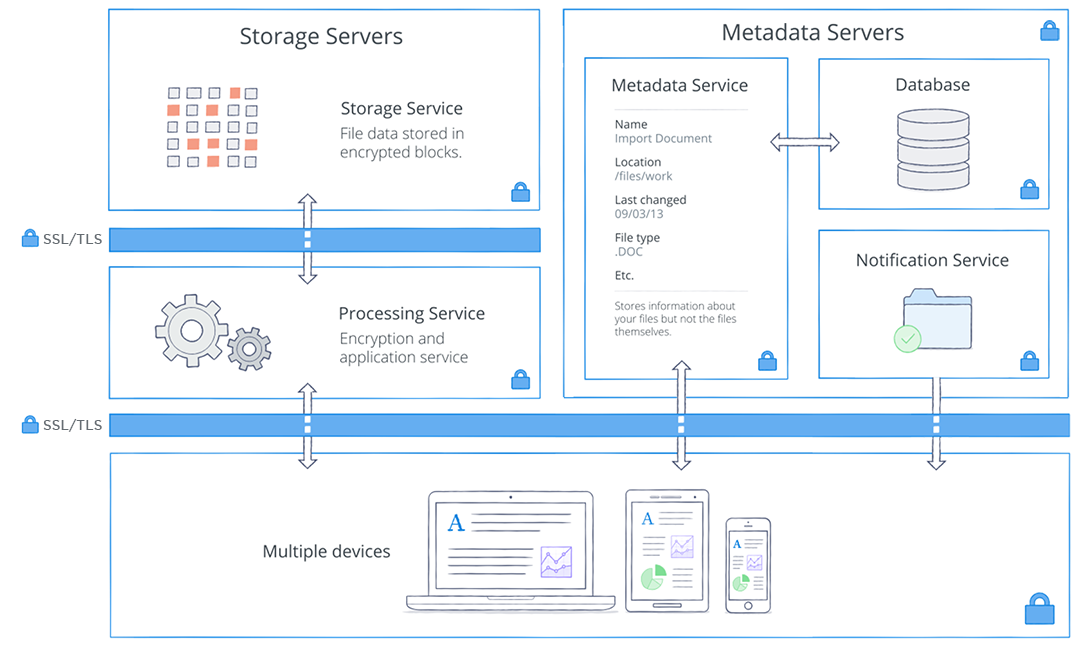 Storage Servers
Storage Service
File data stored in
encrypted blocks.
SSL/TLS
Processing Service
Encryption and
application service
Metadata Servers
Metadata Service
Name
Import Document
Location
/files/work
Last changed
09/03/13
File type
.DOC
Etc.
Stores information about
your files but not the files
themselves.
Database
Notification Service
SSL/TLS
Multiple devices
A
A
A